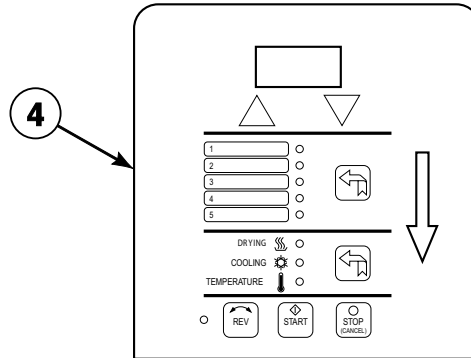 4
1
2
3
4
5
DRYING
COOLING
TEMPERATURE
REV
START
STOP
(CANCEL)